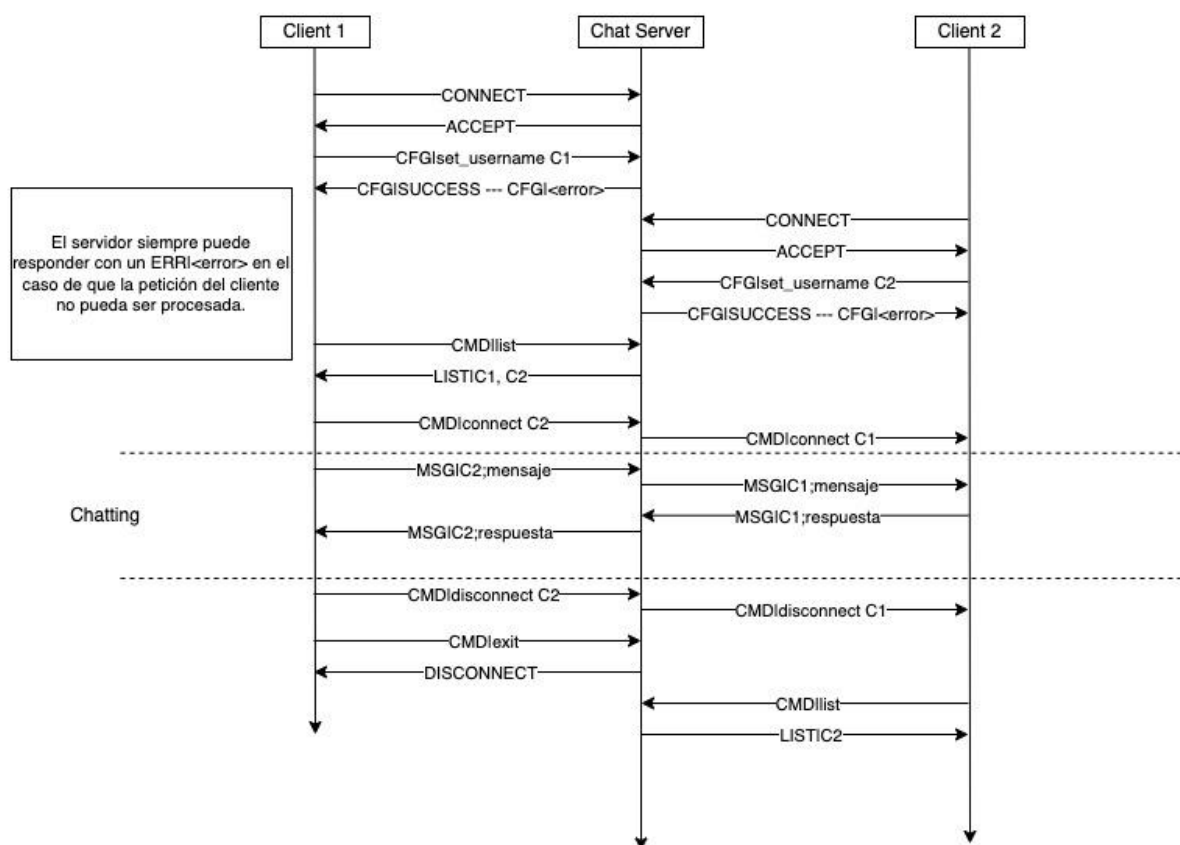 Client 1
Chat Server
Client 2
CONNECT
ACCEPT
CFG|set_username C1
CFG|SUCCESS --- CFG|<error>
El servidor siempre puede
responder con un ERR|<error> en el
caso de que la petición del cliente
no pueda ser procesada.
CONNECT
ACCEPT
CFG|set_username C2
CFG|SUCCESS --- CFG|<error>
CMD|list
LIST|C1, C2
CMD|connect C2
CMD|connect C1
MSG|C2;mensaje
MSG|C1;mensaje
Chatting
MSG|C1;respuesta
MSG|C2;respuesta
CMD|disconnect C2
CMD|disconnect C1
CMD|exit
DISCONNECT
CMD|list
LIST|C2